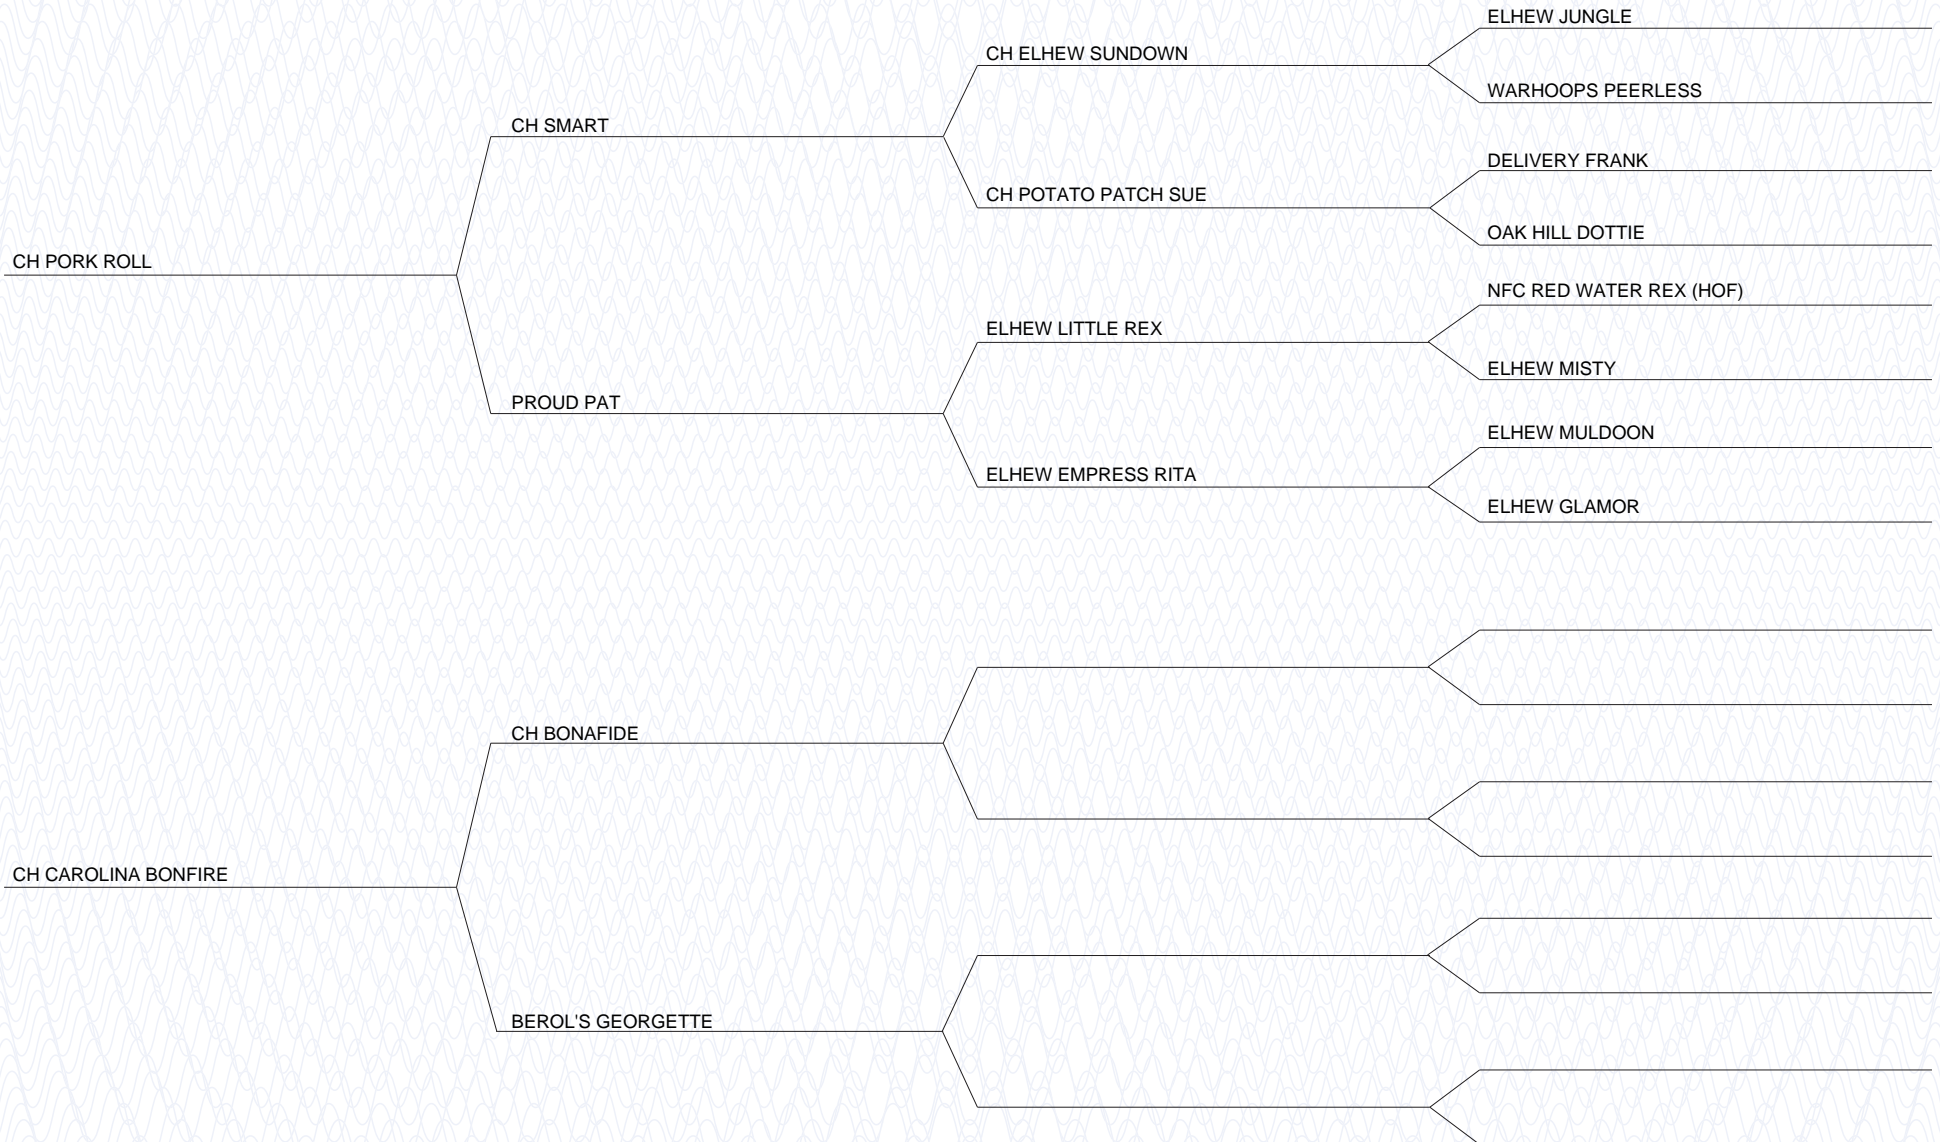 ELHEW JUNGLE
CH ELHEW SUNDOWN
WARHOOPS PEERLESS
CH SMART
DELIVERY FRANK
CH POTATO PATCH SUE
OAK HILL DOTTIE
CH PORK ROLL
NFC RED WATER REX (HOF)
ELHEW LITTLE REX
ELHEW MISTY
PROUD PAT
ELHEW MULDOON
ELHEW EMPRESS RITA
ELHEW GLAMOR
CH BONAFIDE
CH CAROLINA BONFIRE
BEROL'S GEORGETTE